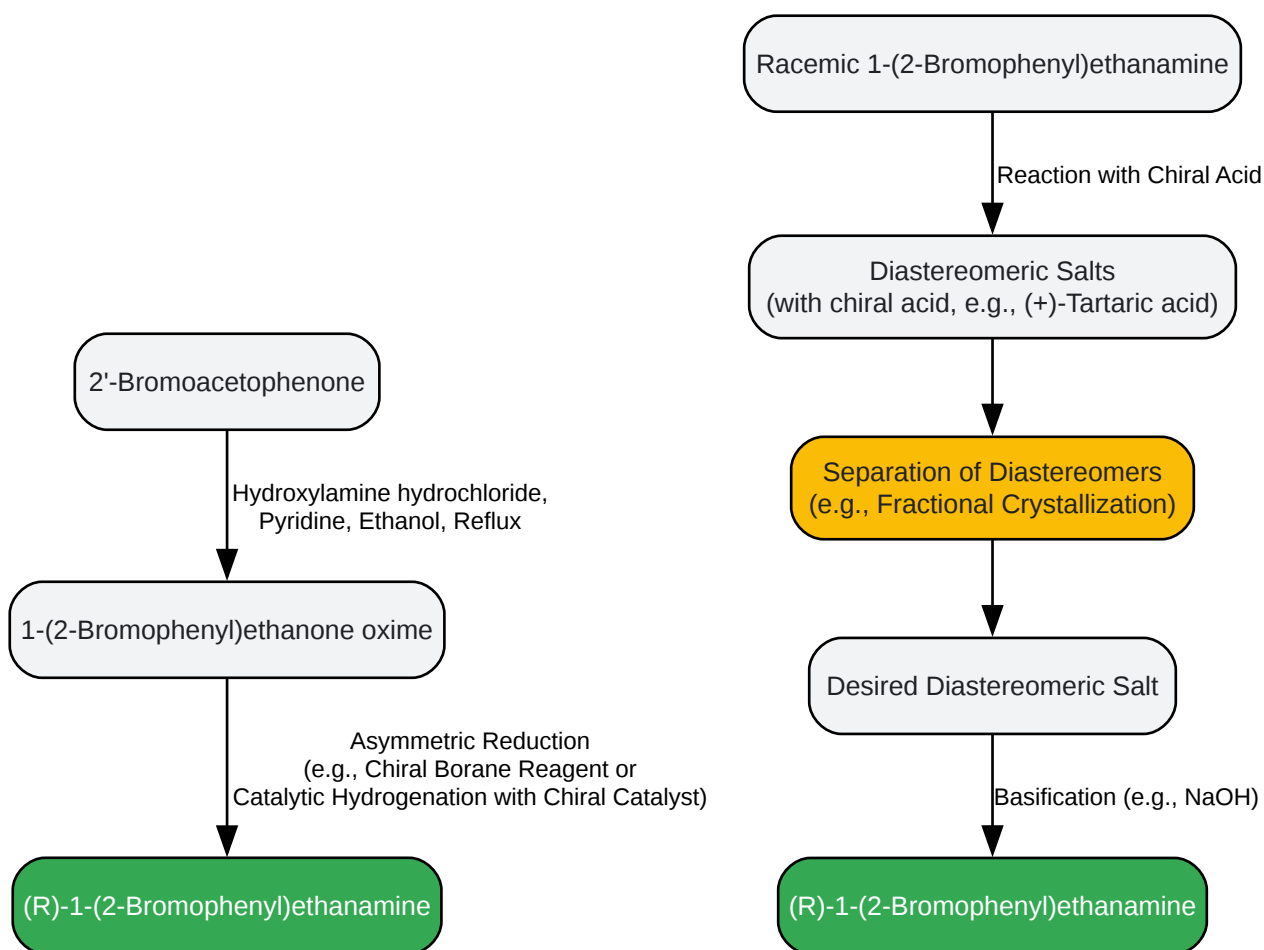 2'-Bromoacetophenone
Hydroxylamine hydrochloride,
Pyridine, Ethanol, Reflux
1-(2-Bromophenyl)ethanone oxime
Asymmetric Reduction
(e.g., Chiral Borane Reagent or
Catalytic Hydrogenation with Chiral Catalyst)
(R)-1-(2-Bromophenyl)ethanamine
Racemic 1-(2-Bromophenyl)ethanamine
Reaction with Chiral Acid
Diastereomeric Salts
(with chiral acid, e.g., (+)-Tartaric acid)
Separation of Diastereomers
(e.g., Fractional Crystallization)
Desired Diastereomeric Salt
Basification (e.g., NaOH)
(R)-1-(2-Bromophenyl)ethanamine